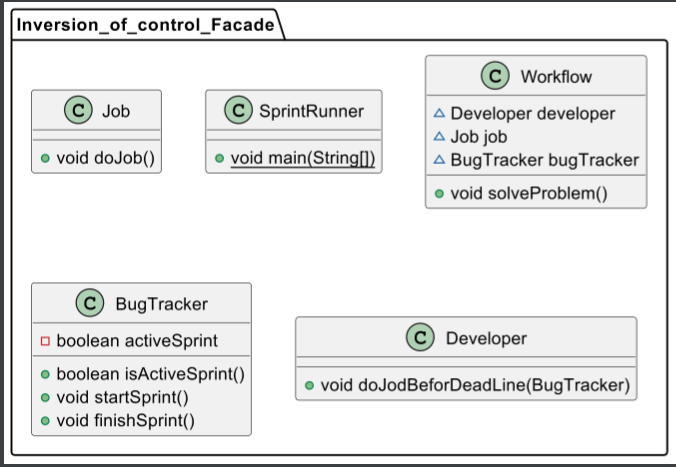 Inversion_of_control_Facade
C Job
void doJob()
C SprintRunner
void main(String[])
C Workflow
Developer developer
Job job
BugTracker bugTracker
void solveProblem()
C BugTracker
boolean activeSprint
boolean isActiveSprint()
void startSprint()
void finishSprint()
C Developer
void doJodBeforDeadLine(BugTracker)